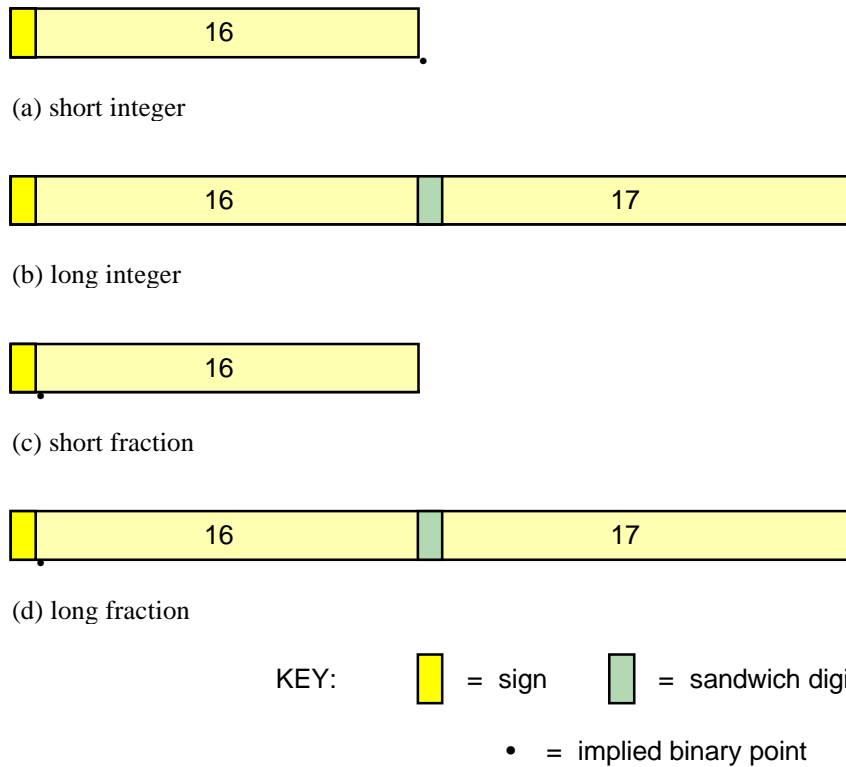 16
(a) short integer
16 17
(b) long integer
16
(c) short fraction
16 17
(d) long fraction
KEY: = sign = sandwich digi
• = implied binary point